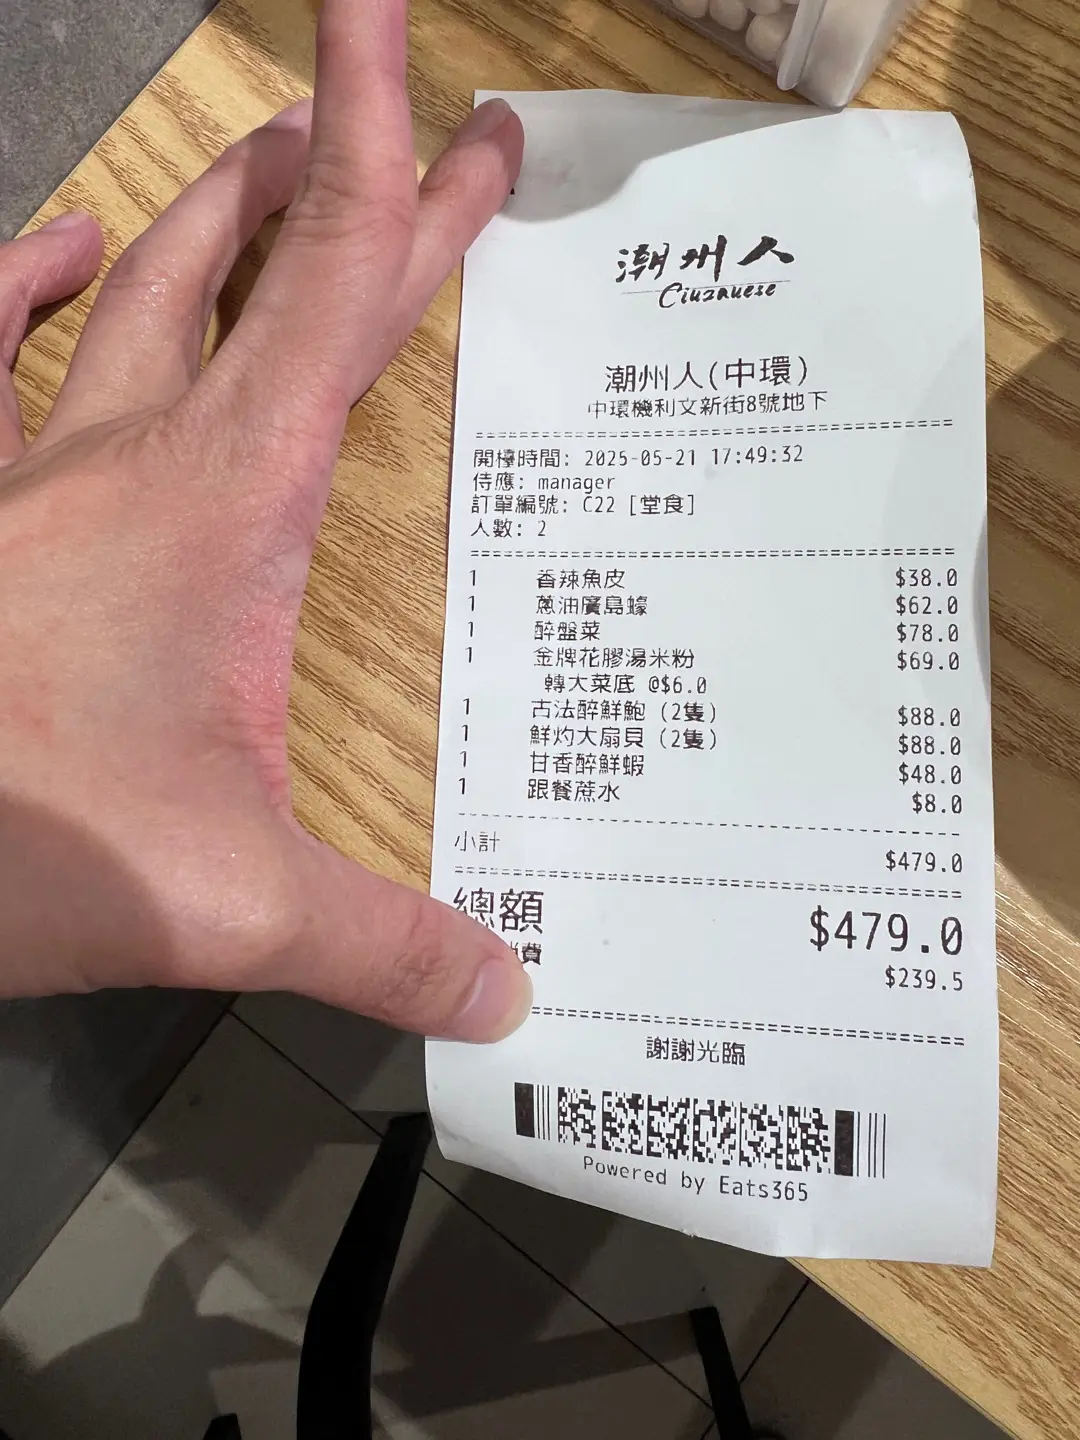 潮州人
Ciuzanese
潮州人(中環)
中環機利文新街8號地下
開檯時間: 2025-05-21 17:49:32
侍應: manager
訂單編號: C22 [堂食]
人數: 2
1 香辣魚皮 $38.0
1 蔥油廣島蠔 $62.0
1 醉盤菜 $78.0
1 金牌花膠湯米粉 $69.0
轉大菜底 @$6.0
1 古法醉鮮鮑 (2隻) $88.0
1 鮮灼大扇貝 (2隻) $88.0
1 甘香醉鮮蝦 $48.0
1 跟餐蔗水 $8.0
小計 $479.0
總額 $479.0
消費 $239.5
謝謝光臨
Powered by Eats365